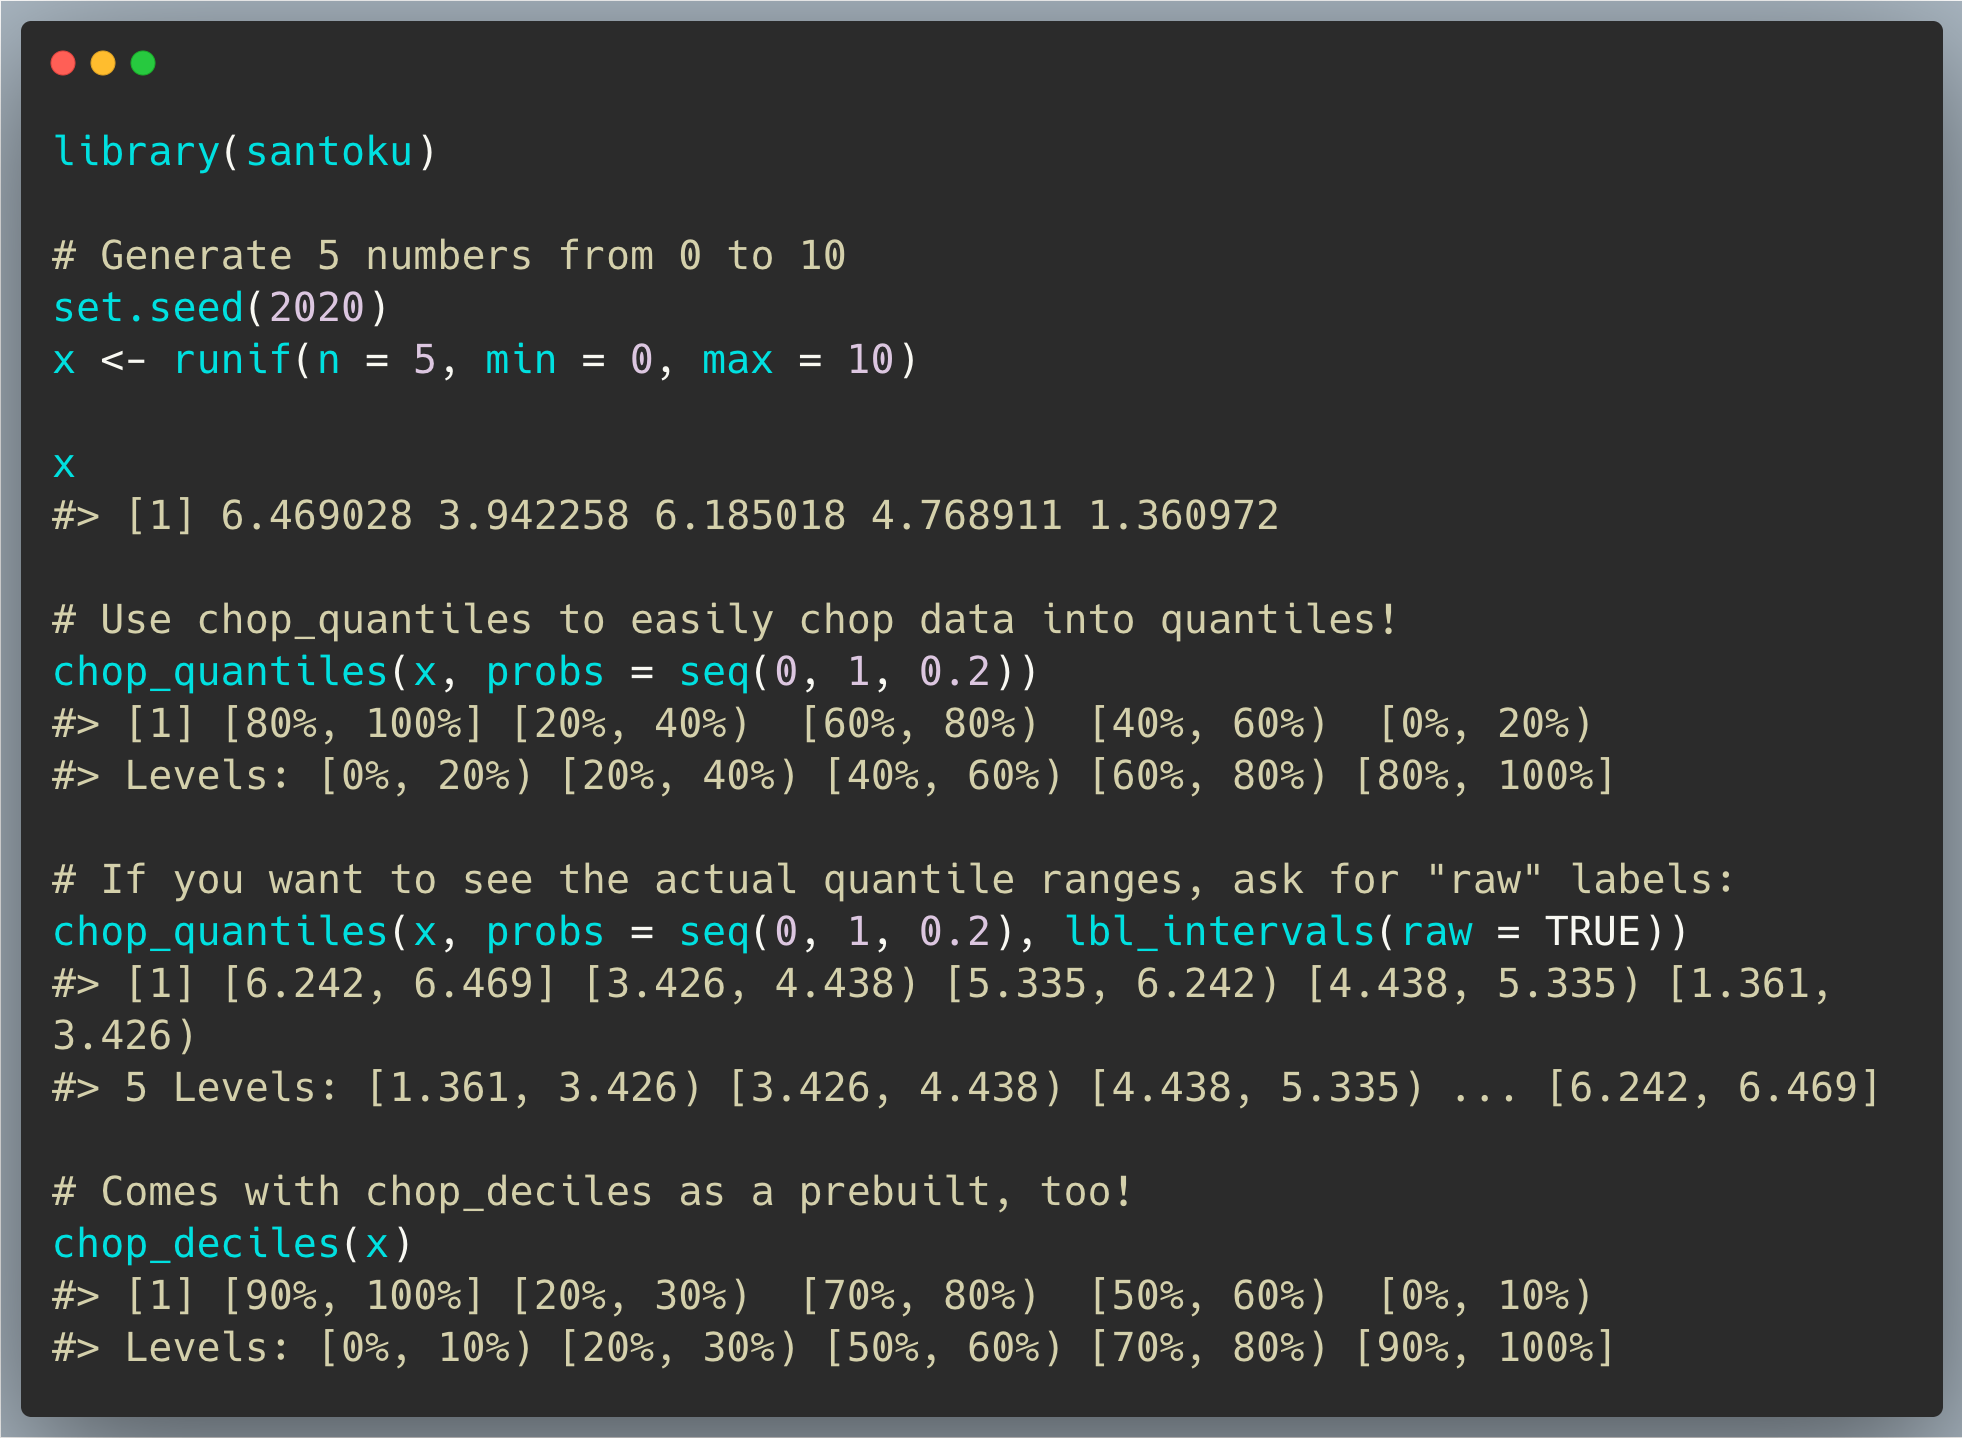 library(santoku)
# Generate 5 numbers from 0 to 10
set.seed(2020)
x <- runif(n = 5, min = 0, max = 10)
x
#> [1] 6.469028 3.942258 6.185018 4.768911 1.360972
# Use chop_quantiles to easily chop data into quantiles!
chop_quantiles(x, probs = seq(0, 1, 0.2))
#> [1] [80%, 100%] [20%, 40%)  [60%, 80%)  [40%, 60%)  [0%, 20%)
#> Levels: [0%, 20%) [20%, 40%) [40%, 60%) [60%, 80%) [80%, 100%]
# If you want to see the actual quantile ranges, ask for "raw" labels:
chop_quantiles(x, probs = seq(0, 1, 0.2), lbl_intervals(raw = TRUE))
#> [1] [6.242, 6.469] [3.426, 4.438) [5.335, 6.242) [4.438, 5.335) [1.361,
3.426)
#> 5 Levels: [1.361, 3.426) [3.426, 4.438) [4.438, 5.335) ... [6.242, 6.469]
# Comes with chop_deciles as a prebuilt, too!
chop_deciles(x)
#> [1] [90%, 100%] [20%, 30%)  [70%, 80%)  [50%, 60%)  [0%, 10%)
#> Levels: [0%, 10%) [20%, 30%) [50%, 60%) [70%, 80%) [90%, 100%]